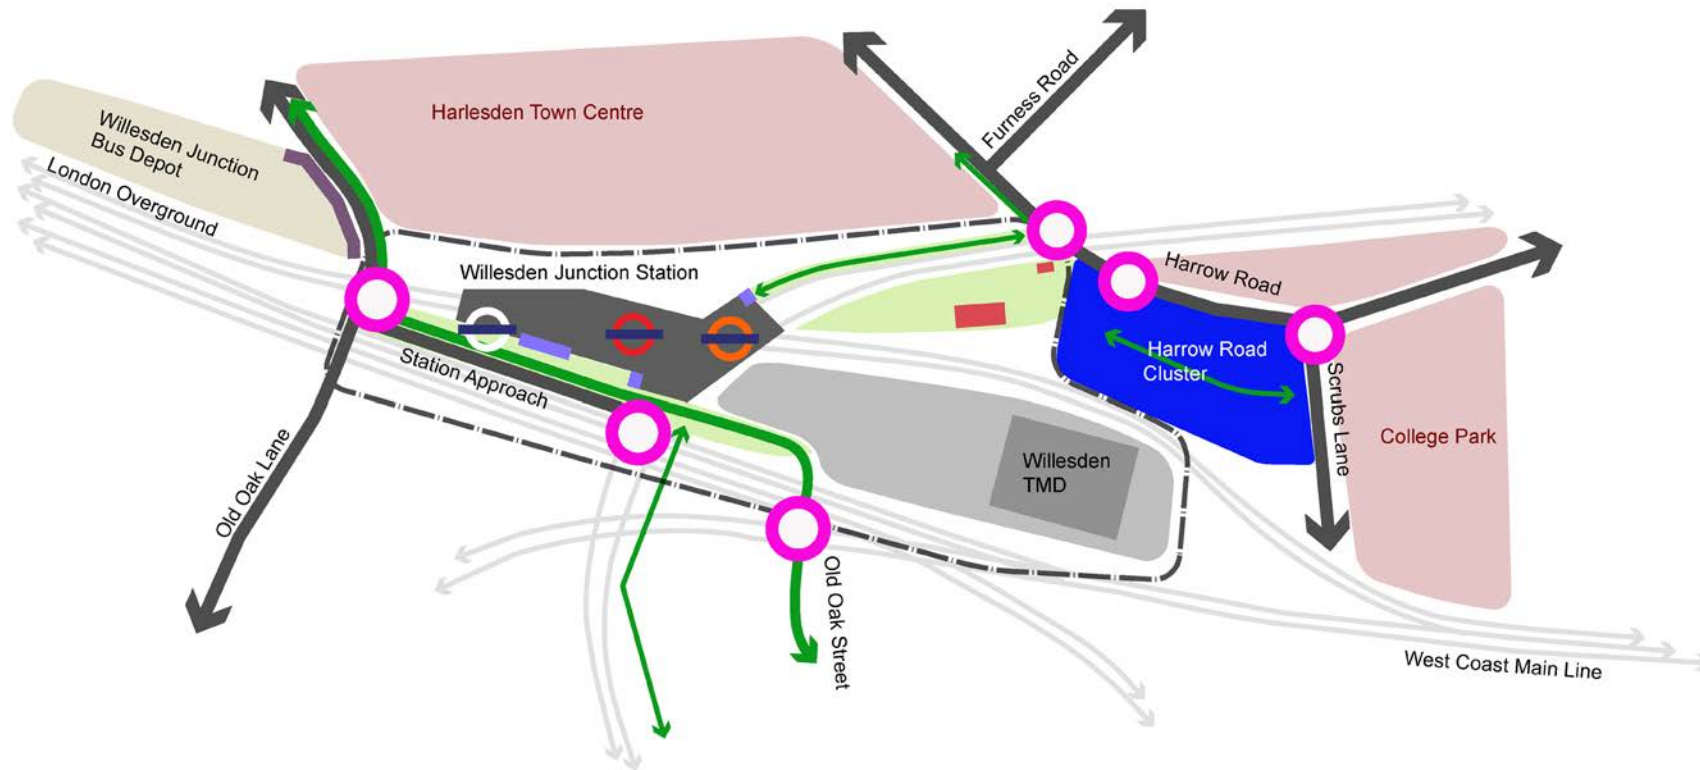 Willesden Junction
Bus Depot
London Overground
Harlesden Town Centre
Furness Road
Willesden Junction Station
Harrow Road
Harrow Road
Cluster
Station Approach
Scrubs Lane
College Park
Old Oak Lane
Willesden
TMD
Old Oak Street
West Coast Main Line